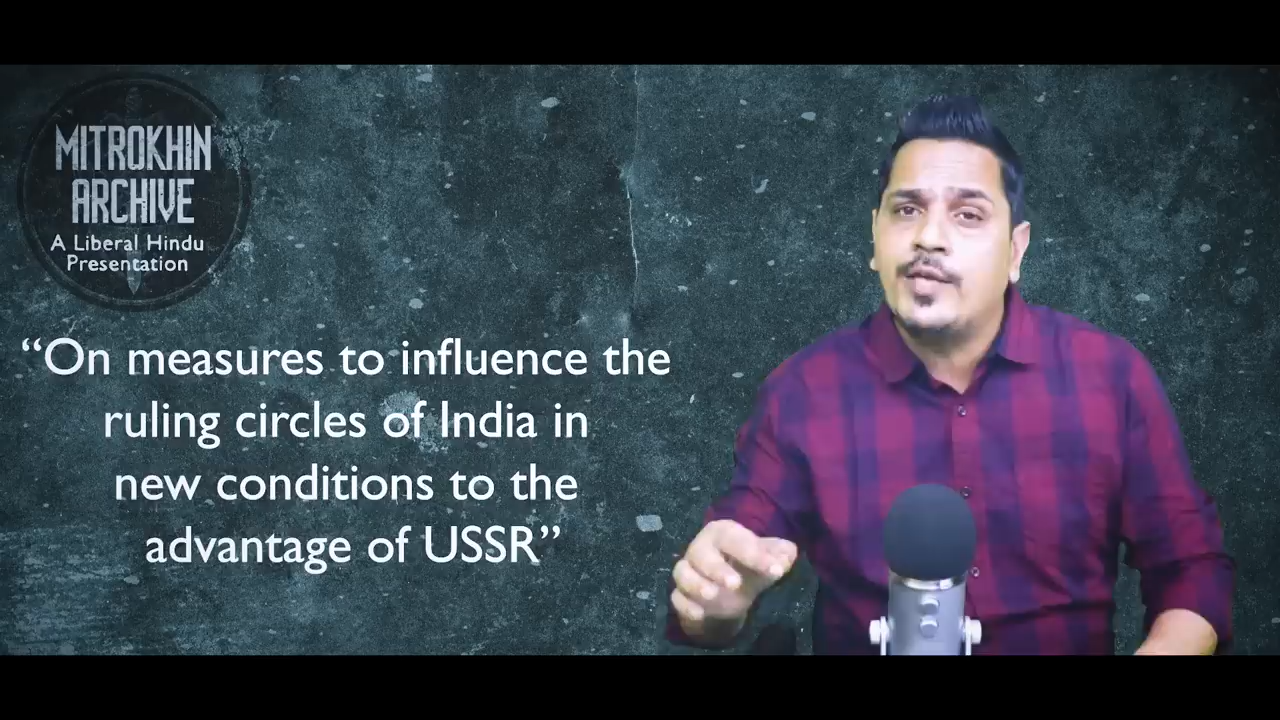 MITROKHIN
ARCHIVE
A Liberal Hindu
Presentation
“On measures to influence the
ruling circles of India in
new conditions to the
advantage of USSR”